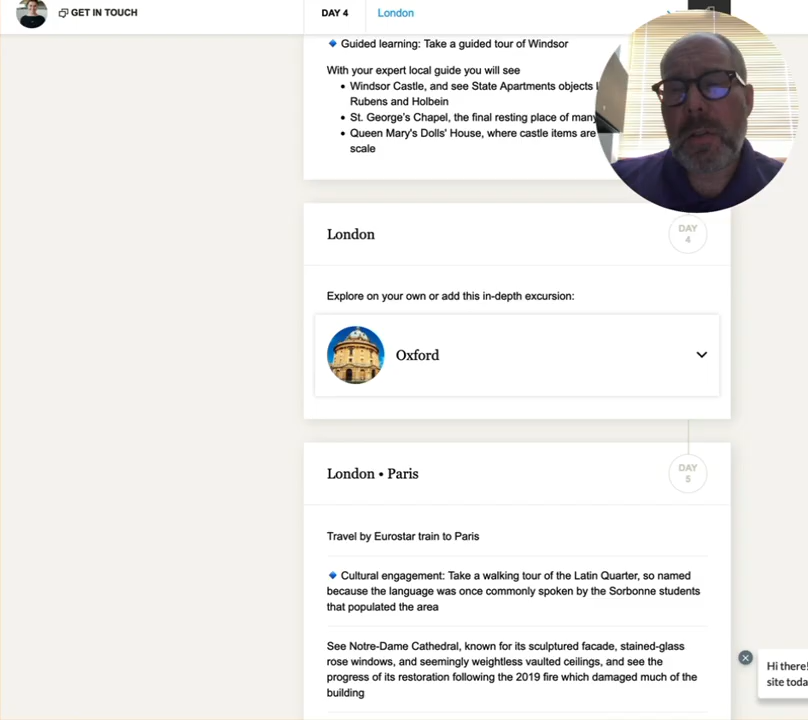 GET IN TOUCH
DAY 4 London
Guided learning: Take a guided tour of Windsor
With your expert local guide you will see
• Windsor Castle, and see State Apartments objects
Rubens and Holbein
• St. George's Chapel, the final resting place of many
• Queen Mary's Dolls' House, where castle items are
scale
London
DAY
4
Explore on your own or add this in-depth excursion:
Oxford
London • Paris
DAY
5
Travel by Eurostar train to Paris
Cultural engagement: Take a walking tour of the Latin Quarter, so named
because the language was once commonly spoken by the Sorbonne students
that populated the area
See Notre-Dame Cathedral, known for its sculptured facade, stained-glass
rose windows, and seemingly weightless vaulted ceilings, and see the
progress of its restoration following the 2019 fire which damaged much of the
building
Hi there!
site toda